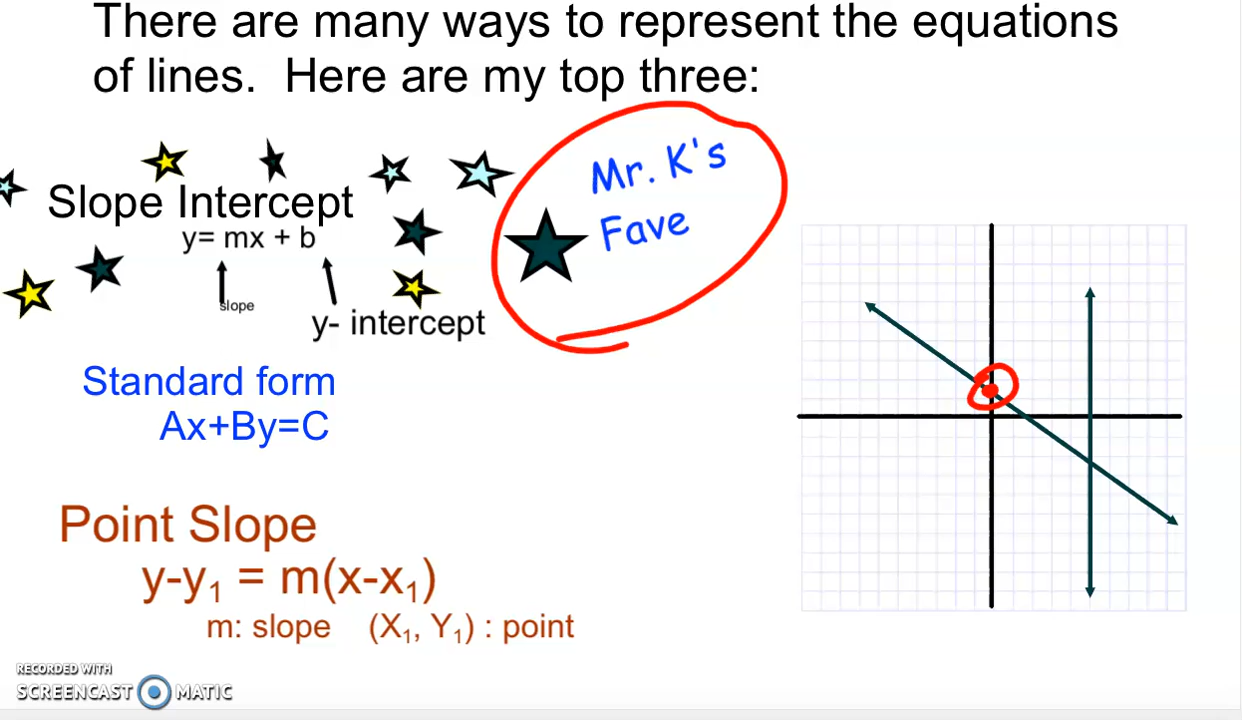 There are many ways to represent the equations
of lines.  Here are my top three:
Mr. K's
Fave
Slope Intercept
y= mx + b
slope
y- intercept
Standard form
Ax+By=C
Point Slope
y-y₁ = m(x-x₁)
m: slope    (X₁, Y₁) : point
RECORDED WITH
SCREENCAST MATIC